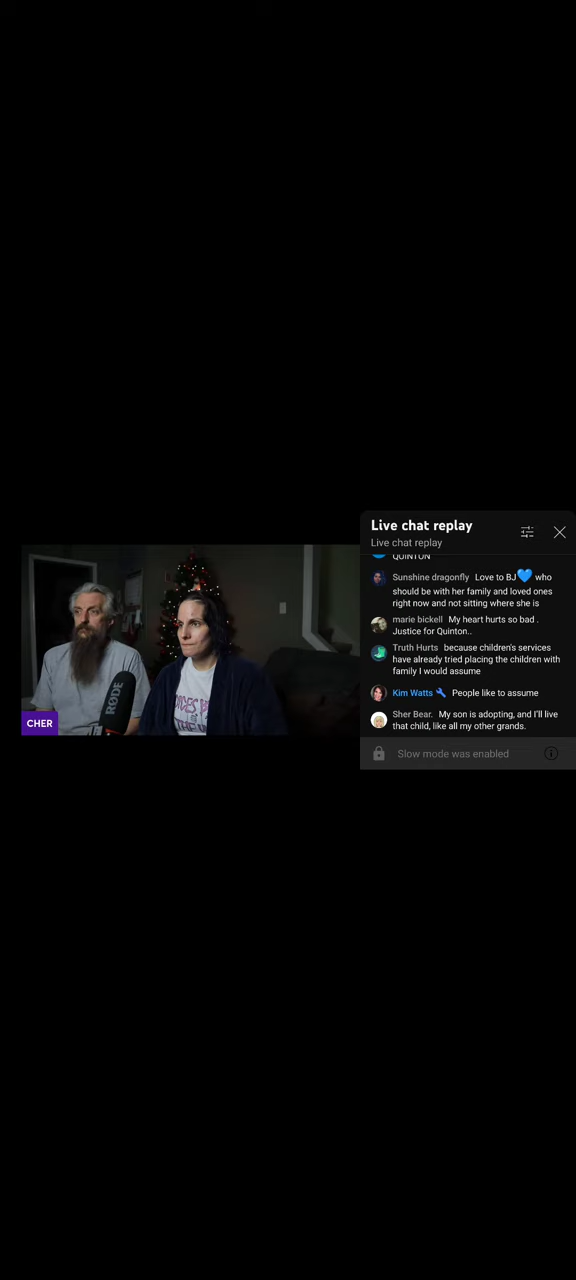 Live chat replay
Live chat replay
QUINTON
Sunshine dragonfly Love to BJ💙 who
should be with her family and loved ones
right now and not sitting where she is
marie bickell My heart hurts so bad .
Justice for Quinton..
Truth Hurts because children's services
have already tried placing the children with
family I would assume
Kim Watts People like to assume
Sher Bear. My son is adopting, and I'll live
that child, like all my other grands.
Slow mode was enabled
RØDE
CHER